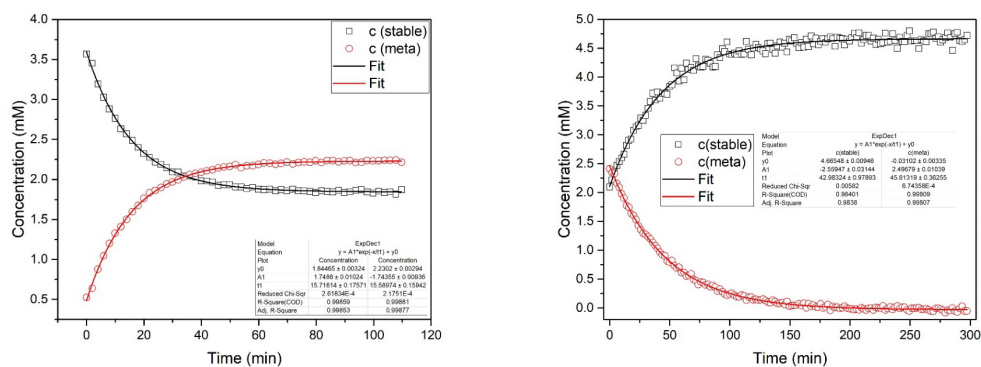 4.0
3.5
3.0
2.5
2.0
1.5
1.0
0.5
Concentration (mM)
c (stable)
c (meta)
Fit
Fit
Model ExpDec1
Equation y = A1*exp(-x/t1) + y0
Plot Concentration Concentration
y0 1.84465 ± 0.00324 2.2302 ± 0.00294
A1 1.7486 ± 0.01024 -1.74355 ± 0.00936
t1 15.71614 ± 0.17571 15.58974 ± 0.15942
Reduced Chi-Sqr 2.61634E-4 2.1751E-4
R-Square(COD) 0.99859 0.99881
Adj. R-Square 0.99853 0.99877
0 20 40 60 80 100 120
Time (min)
5.0
4.5
4.0
3.5
3.0
2.5
2.0
1.5
1.0
0.5
0.0
Concentration (mM)
c(stable)
c(meta)
Fit
Fit
Model ExpDec1
Equation y = A1*exp(-x/t1) + y0
Plot c(stable) c(meta)
y0 4.66548 ± 0.00946 -0.03102 ± 0.00335
A1 -2.55947 ± 0.03144 2.49679 ± 0.01039
t1 42.98324 ± 0.97893 45.81319 ± 0.36255
Reduced Chi-Sqr 0.00582 6.74358E-4
R-Square(COD) 0.98401 0.99809
Adj. R-Square 0.9838 0.99807
0 50 100 150 200 250 300
Time (min)